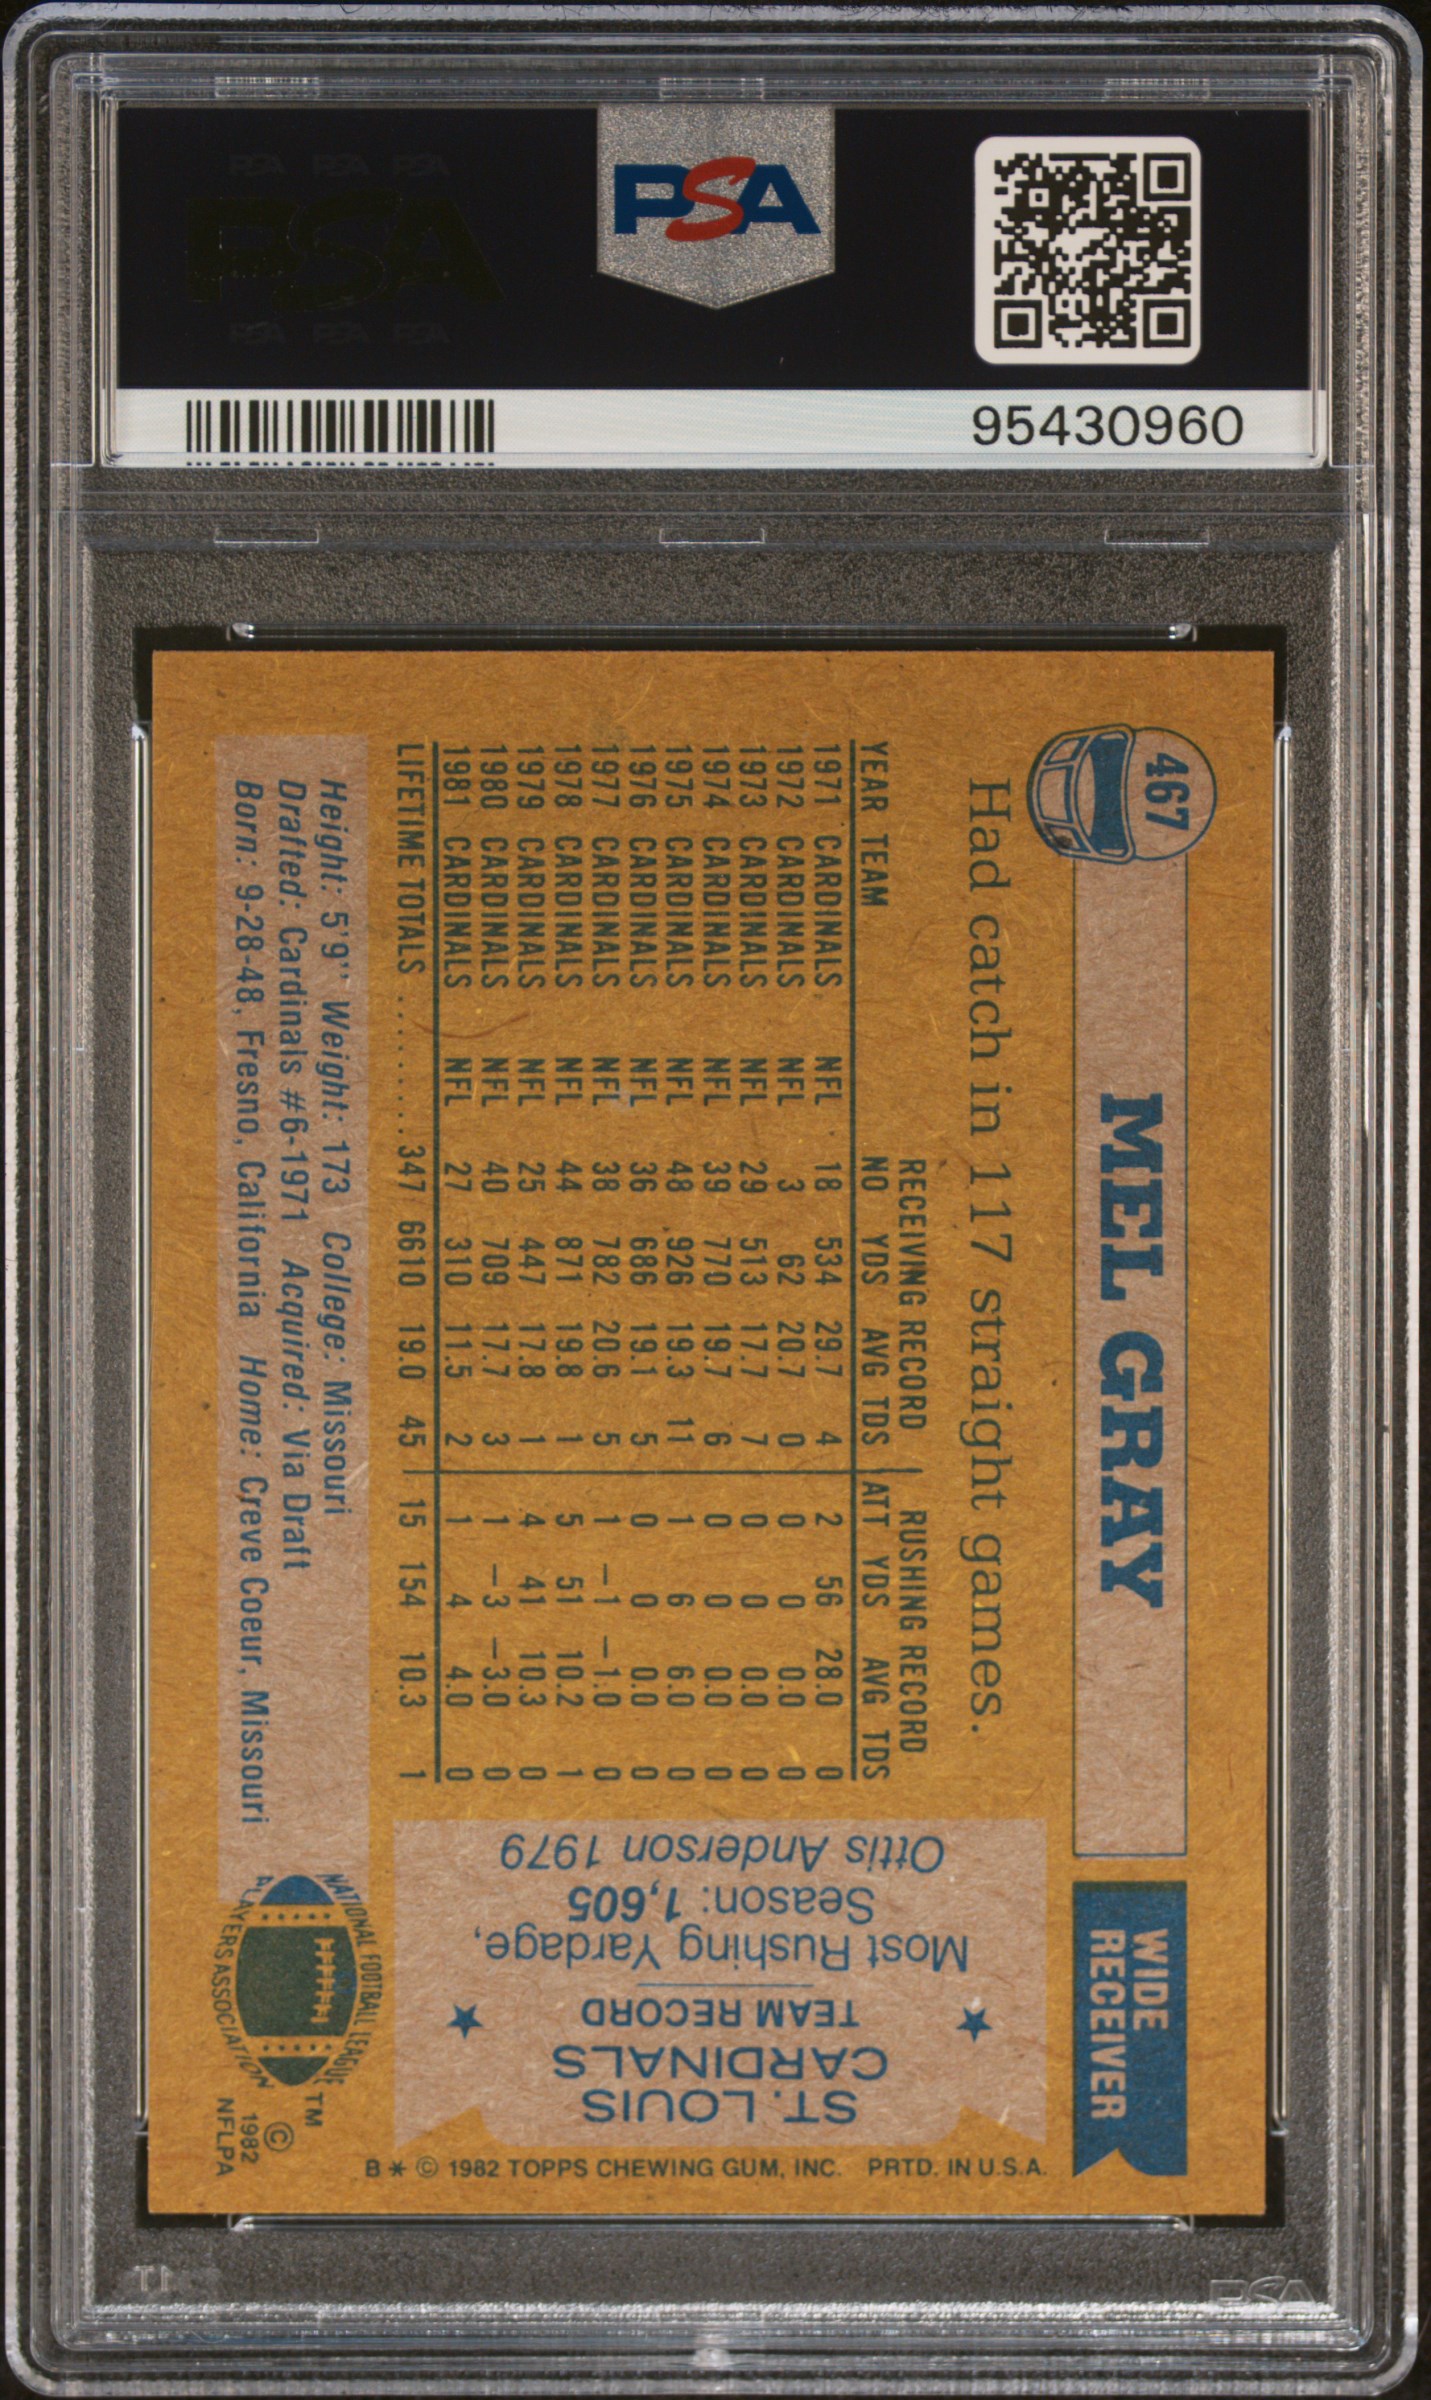 PSA PSA PSA
PSA
PSA PSA PSA
PSA
95430960
467
MEL GRAY
WIDE
RECEIVER
Had catch in 117 straight games.
RECEIVING RECORD RUSHING RECORD
YEAR TEAM NO YDS AVG TDS ATT YDS AVG TDS
1971 CARDINALS NFL 18 534 29.7 4 2 56 28.0 0
1972 CARDINALS NFL 3 62 20.7 0 0 0 0.0 0
1973 CARDINALS NFL 29 513 17.7 7 0 0 0.0 0
1974 CARDINALS NFL 39 770 19.7 6 0 0 0.0 0
1975 CARDINALS NFL 48 926 19.3 11 1 6 6.0 0
1976 CARDINALS NFL 36 686 19.1 5 0 0 0.0 0
1977 CARDINALS NFL 38 782 20.6 5 1 –1 –1.0 0
1978 CARDINALS NFL 44 871 19.8 1 5 51 10.2 1
1979 CARDINALS NFL 25 447 17.8 1 4 41 10.3 0
1980 CARDINALS NFL 40 709 17.7 3 1 –3 –3.0 0
1981 CARDINALS NFL 27 310 11.5 2 1 4 4.0 0
LIFETIME TOTALS ......... 347 6610 19.0 45 15 154 10.3 1
Height: 5'9'' Weight: 173 College: Missouri
Drafted: Cardinals #6-1971 Acquired: Via Draft
Born: 9-28-48, Fresno, California Home: Creve Coeur, Missouri
ST. LOUIS
CARDINALS
TEAM RECORD
Most Rushing Yardage,
Season: 1,605
Ottis Anderson 1979
NATIONAL FOOTBALL LEAGUE
PLAYERS ASSOCIATION
TM
©
1982
NFLPA
B * © 1982 TOPPS CHEWING GUM, INC. PRTD. IN U.S.A.
PSA